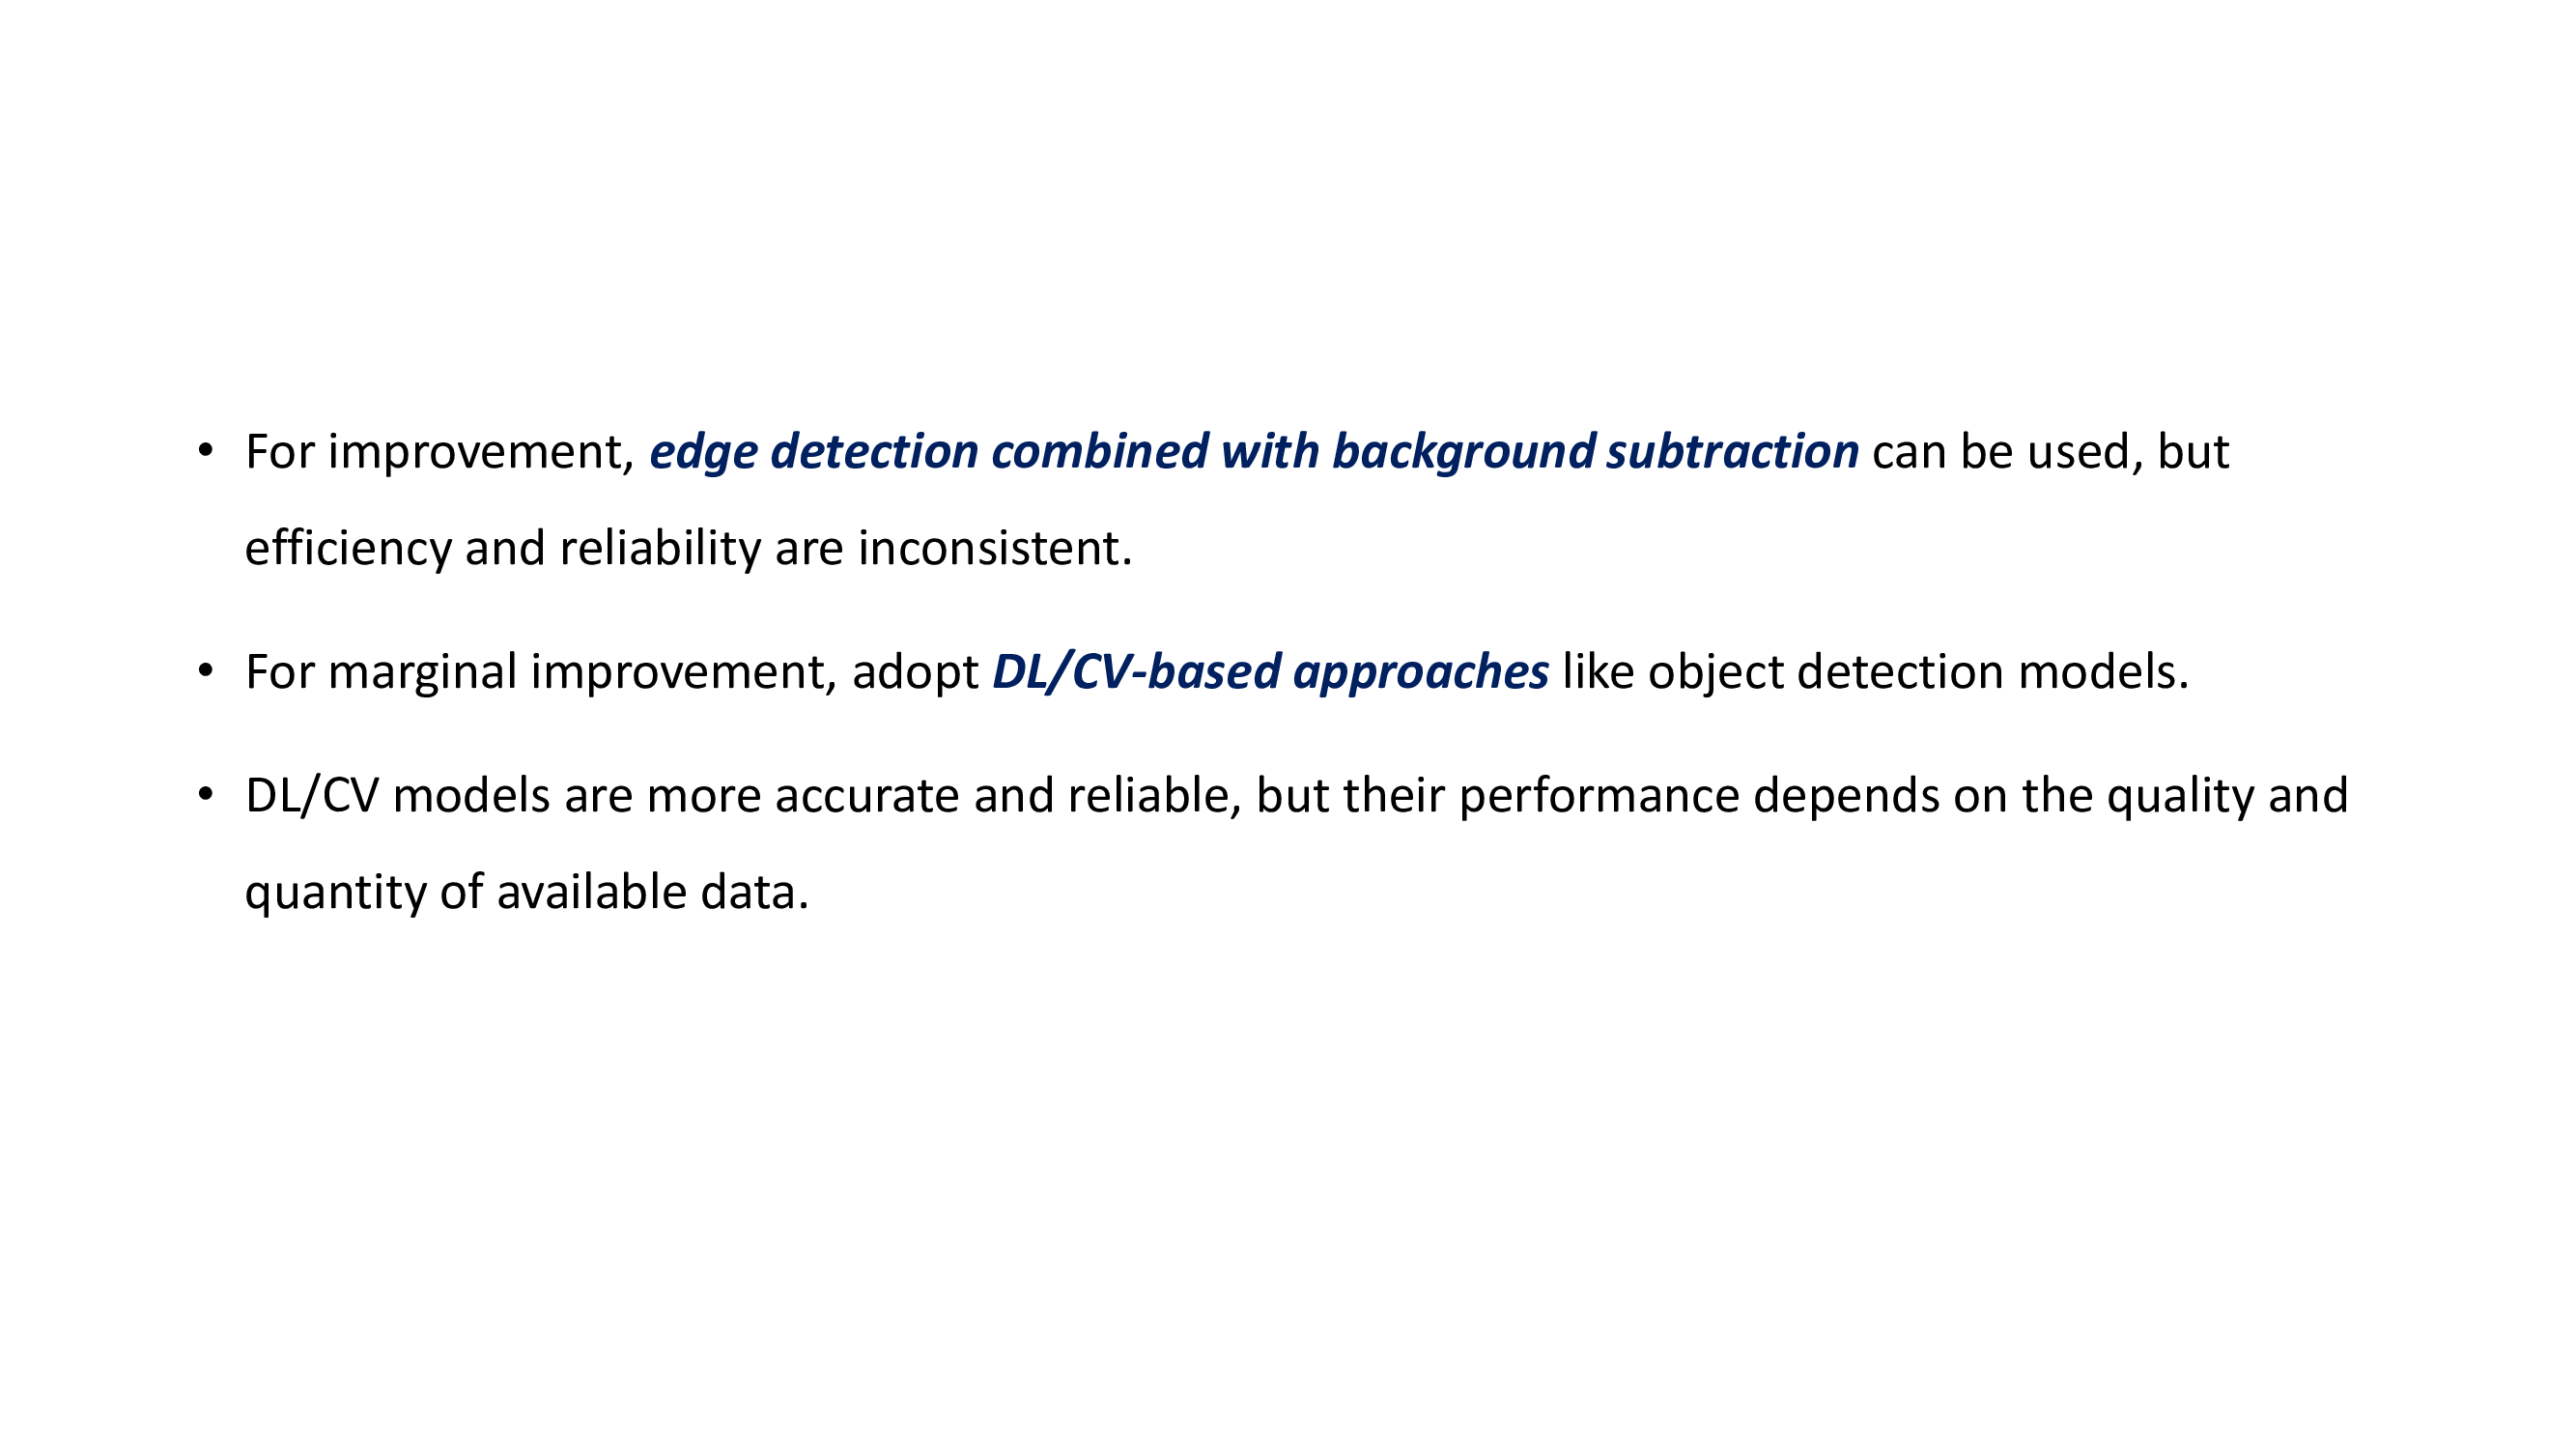 • For improvement, edge detection combined with background subtraction can be used, but
efficiency and reliability are inconsistent.
• For marginal improvement, adopt DL/CV-based approaches like object detection models.
• DL/CV models are more accurate and reliable, but their performance depends on the quality and
quantity of available data.